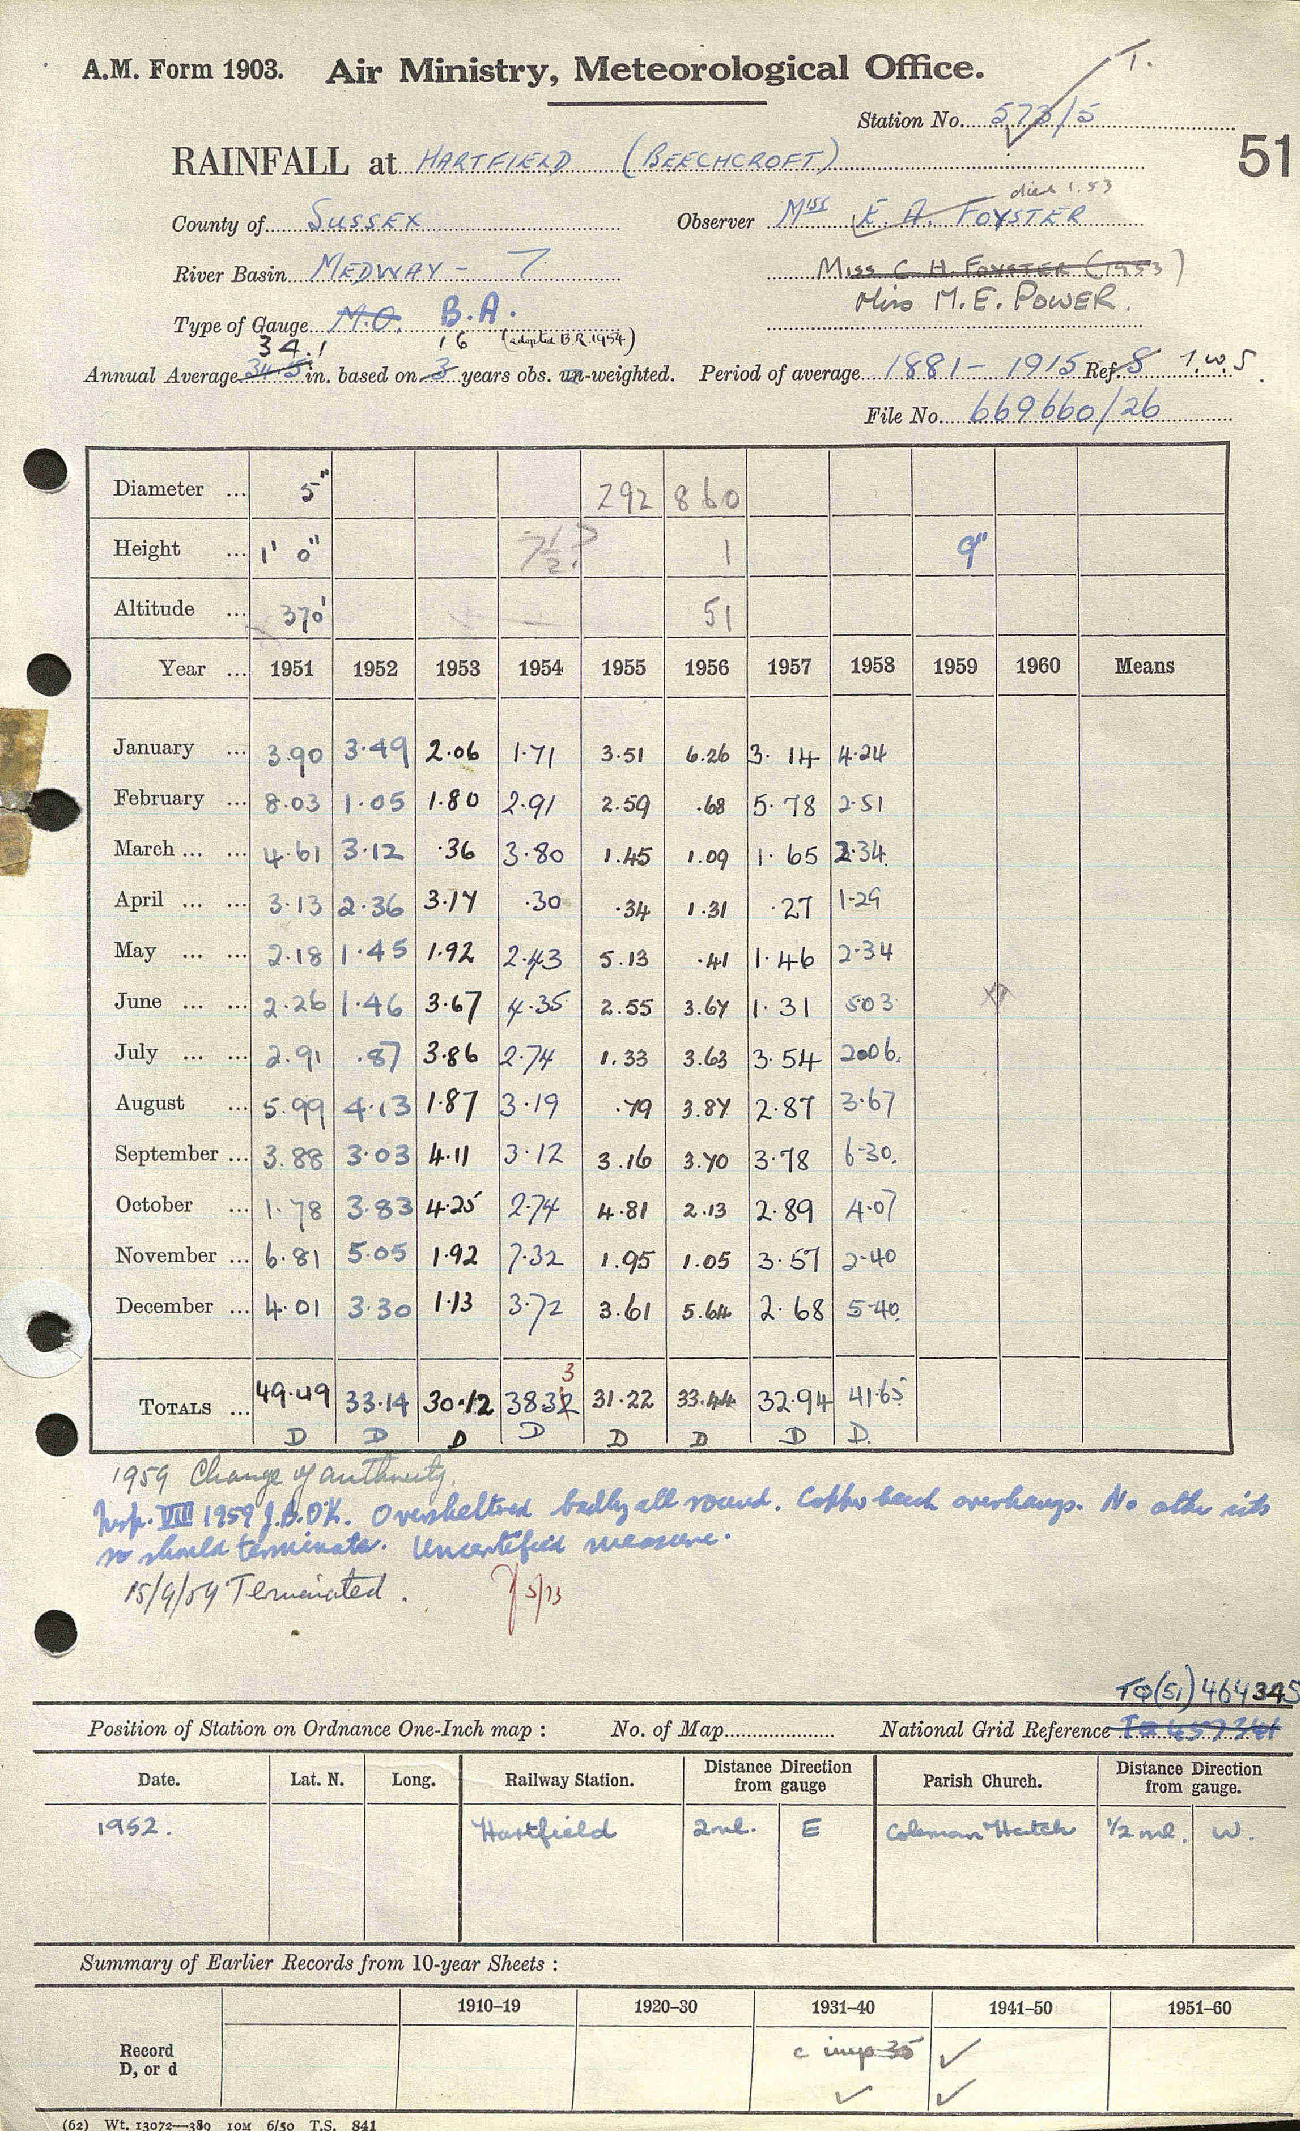 A.M. Form 1903. Air Ministry, Meteorological Office. T.
Station No. 573/5
51
RAINFALL at HARTFIELD (BEECHCROFT)
died 1.53
County of SUSSEX Observer MISS E. A. FOYSTER
River Basin MEDWAY - 7 MISS C. H. FOYSTER (1953)
Type of Gauge M.O. B.A. Miss M. E. POWER.
34.1 16 (adopted B.R. 1954)
Annual Average 34.5 in. based on 3 years obs. un-weighted. Period of average 1881 - 1915 Ref. 8 1.W.5.
File No. 669660/26
Diameter ... 5" 292 860
Height ... 1' 0" 7½? 1 9"
Altitude ... 370' 51
Year ... 1951 1952 1953 1954 1955 1956 1957 1958 1959 1960 Means
January ... 3.90 3.49 2.06 1.71 3.51 6.26 3.14 4.24
February ... 8.03 1.05 1.80 2.91 2.59 .68 5.78 2.51
March ... ... 4.61 3.12 .36 3.80 1.45 1.09 1.65 2.34
April ... ... 3.13 2.36 3.17 .30 .34 1.31 .27 1.29
May ... ... 2.18 1.45 1.92 2.43 5.13 .41 1.46 2.34
June ... ... 2.26 1.46 3.67 4.35 2.55 3.67 1.31 5.03
July ... ... 2.91 .87 3.86 2.74 1.33 3.63 3.54 2.06
August ... 5.99 4.13 1.87 3.19 .79 3.87 2.87 3.67
September ... 3.88 3.03 4.11 3.12 3.16 3.70 3.78 6.30
October ... 1.78 3.83 4.25 2.74 4.81 2.13 2.89 4.07
November ... 6.81 5.05 1.92 7.32 1.95 1.05 3.57 2.40
December ... 4.01 3.30 1.13 3.72 3.61 5.64 2.68 5.40
3
TOTALS ... 49.49 33.14 30.12 38.32 31.22 33.44 32.94 41.65
D D D D D D D D.
1959 Change of authority.
Insp. VIII 1959 J.B.D.K. Oversheltered badly all round. Copper beech overhangs. No other site
so should terminate. Uncertified measure.
15/9/59 Terminated. 5/73
TQ(51)464345
Position of Station on Ordnance One-Inch map : No. of Map National Grid Reference TQ 457341
Date. Lat. N. Long. Railway Station. Distance Direction from gauge Parish Church. Distance Direction from gauge.
1952. Hartfield 2ml. E Coleman Hatch 1/2 ml. W.
Summary of Earlier Records from 10-year Sheets :
1910–19 1920–30 1931–40 1941–50 1951–60
Record D, or d c inup 35 ✓
✓ ✓
(62) Wt. 13072—380 10M 6/50 T.S. 841